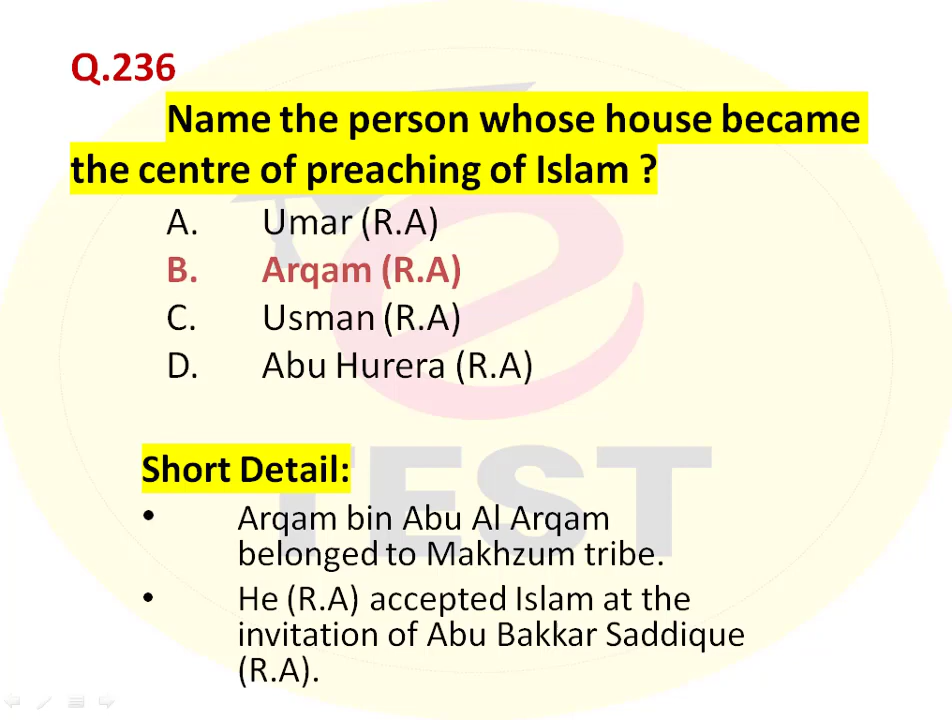 Q.236
Name the person whose house became
the centre of preaching of Islam ?
A. Umar (R.A)
B. Arqam (R.A)
C. Usman (R.A)
D. Abu Hurera (R.A)
e
TEST
Short Detail:
• Arqam bin Abu Al Arqam
belonged to Makhzum tribe.
• He (R.A) accepted Islam at the
invitation of Abu Bakkar Saddique
(R.A).